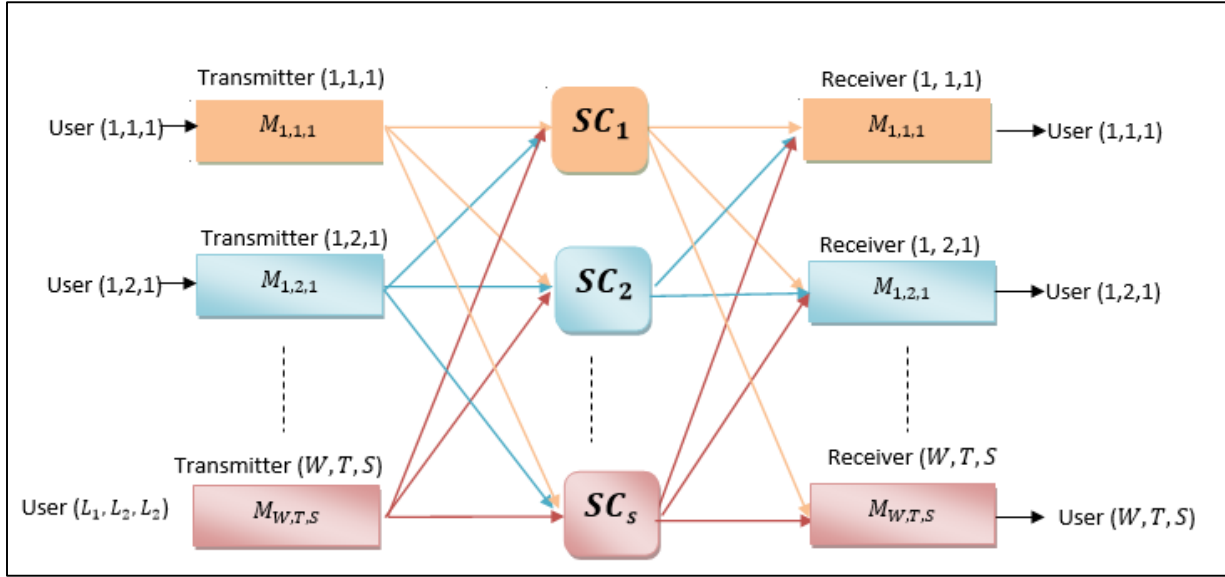 Transmitter (1,1,1)
Receiver (1, 1,1)
User (1,1,1)
M_{1,1,1}
SC_1
M_{1,1,1}
User (1,1,1)
Transmitter (1,2,1)
Receiver (1, 2,1)
User (1,2,1)
M_{1,2,1}
SC_2
M_{1,2,1}
User (1,2,1)
Transmitter (W,T,S)
Receiver (W,T,S
User (L_1,L_2,L_2)
M_{W,T,S}
SC_s
M_{W,T,S}
User (W,T,S)